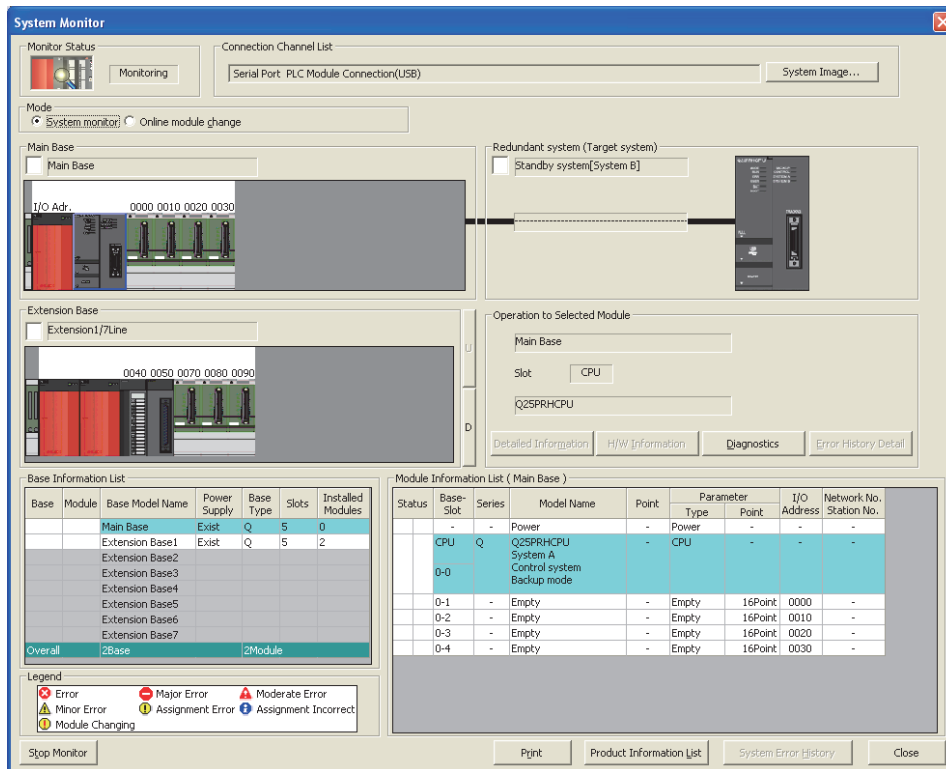 System Monitor
Monitor Status
Monitoring
Connection Channel List
Serial Port PLC Module Connection(USB)
System Image...
Mode
System monitor
Online module change
Main Base
Main Base
I/O Adr.
0000 0010 0020 0030
Redundant system (Target system)
Standby system[System B]
Extension Base
Extension1/7Line
0040 0050 0070 0080 0090
U
D
Operation to Selected Module
Main Base
Slot CPU
Q25PRHCPU
Detailed Information H/W Information Diagnostics Error History Detail
Base Information List
Base Module Base Model Name Power Supply Base Type Slots Installed Modules
Main Base Exist Q 5 0
Extension Base1 Exist Q 5 2
Extension Base2
Extension Base3
Extension Base4
Extension Base5
Extension Base6
Extension Base7
Overall 2Base 2Module
Module Information List ( Main Base )
Status Base-Slot Series Model Name Point Parameter Type Point I/O Address Network No. Station No.
- - Power - Power - - -
CPU Q Q25PRHCPU - CPU - - -
System A
0-0 Control system
Backup mode
0-1 - Empty - Empty 16Point 0000 -
0-2 - Empty - Empty 16Point 0010 -
0-3 - Empty - Empty 16Point 0020 -
0-4 - Empty - Empty 16Point 0030 -
Legend
Error Major Error Moderate Error
Minor Error Assignment Error Assignment Incorrect
Module Changing
Stop Monitor Print Product Information List System Error History Close